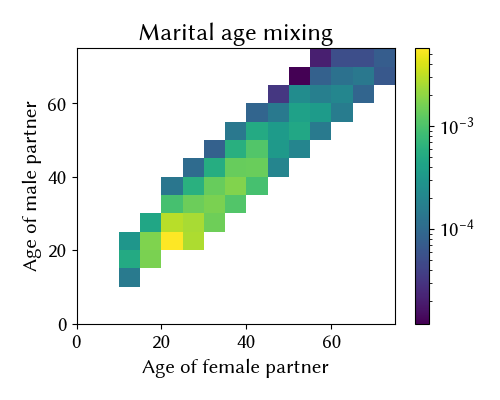 Marital age mixing
60
40
20
0
Age of male partner
0 20 40 60
Age of female partner
10⁻³
10⁻⁴